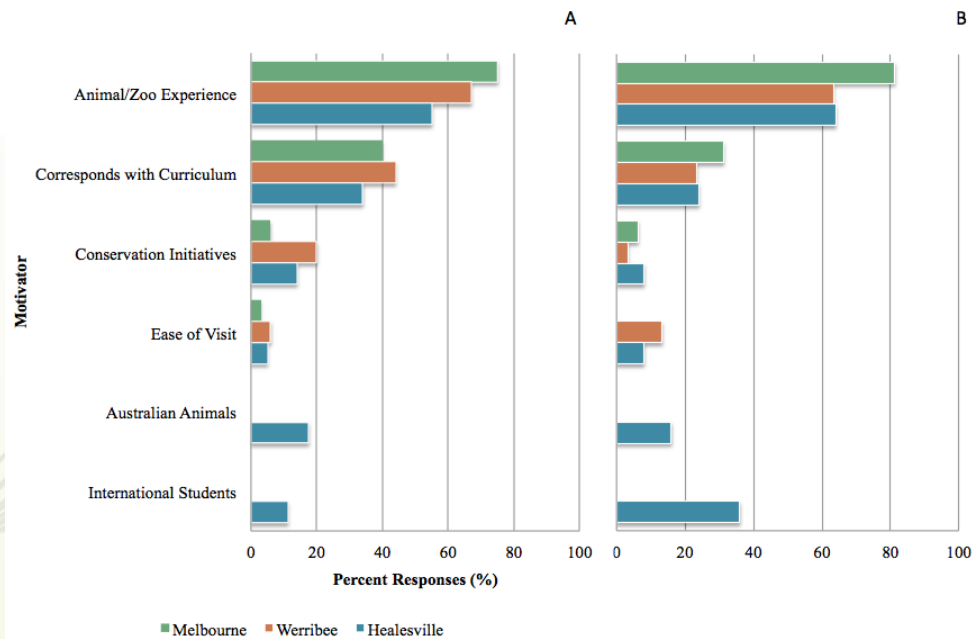 A
B
Motivator
Animal/Zoo Experience
Corresponds with Curriculum
Conservation Initiatives
Ease of Visit
Australian Animals
International Students
0 20 40 60 80 100
0 20 40 60 80 100
Percent Responses (%)
Melbourne Werribee Healesville